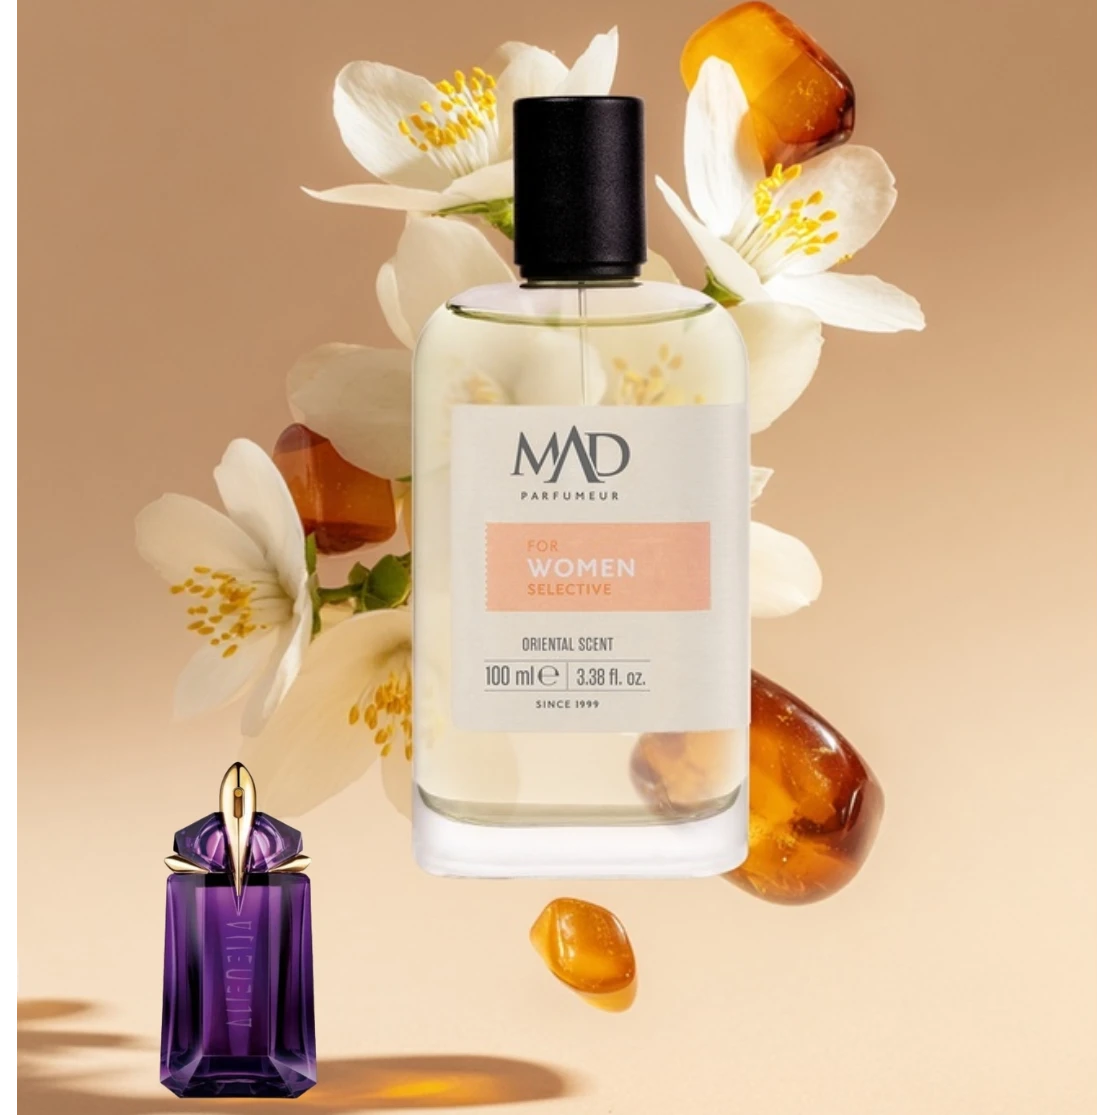 MAD
PARFUMEUR
FOR
WOMEN
SELECTIVE
ORIENTAL SCENT
100 ml ℮ 3.38 fl. oz.
SINCE 1999